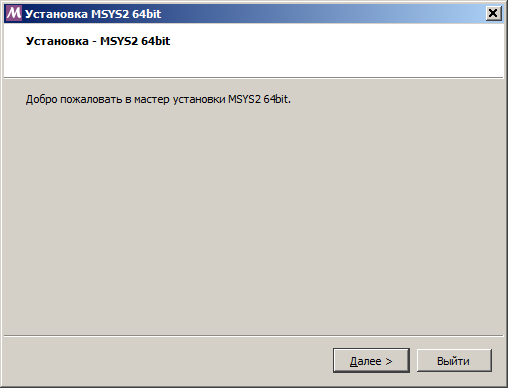 Установка MSYS2 64bit
Установка - MSYS2 64bit
Добро пожаловать в мастер установки MSYS2 64bit.
Далее > Выйти